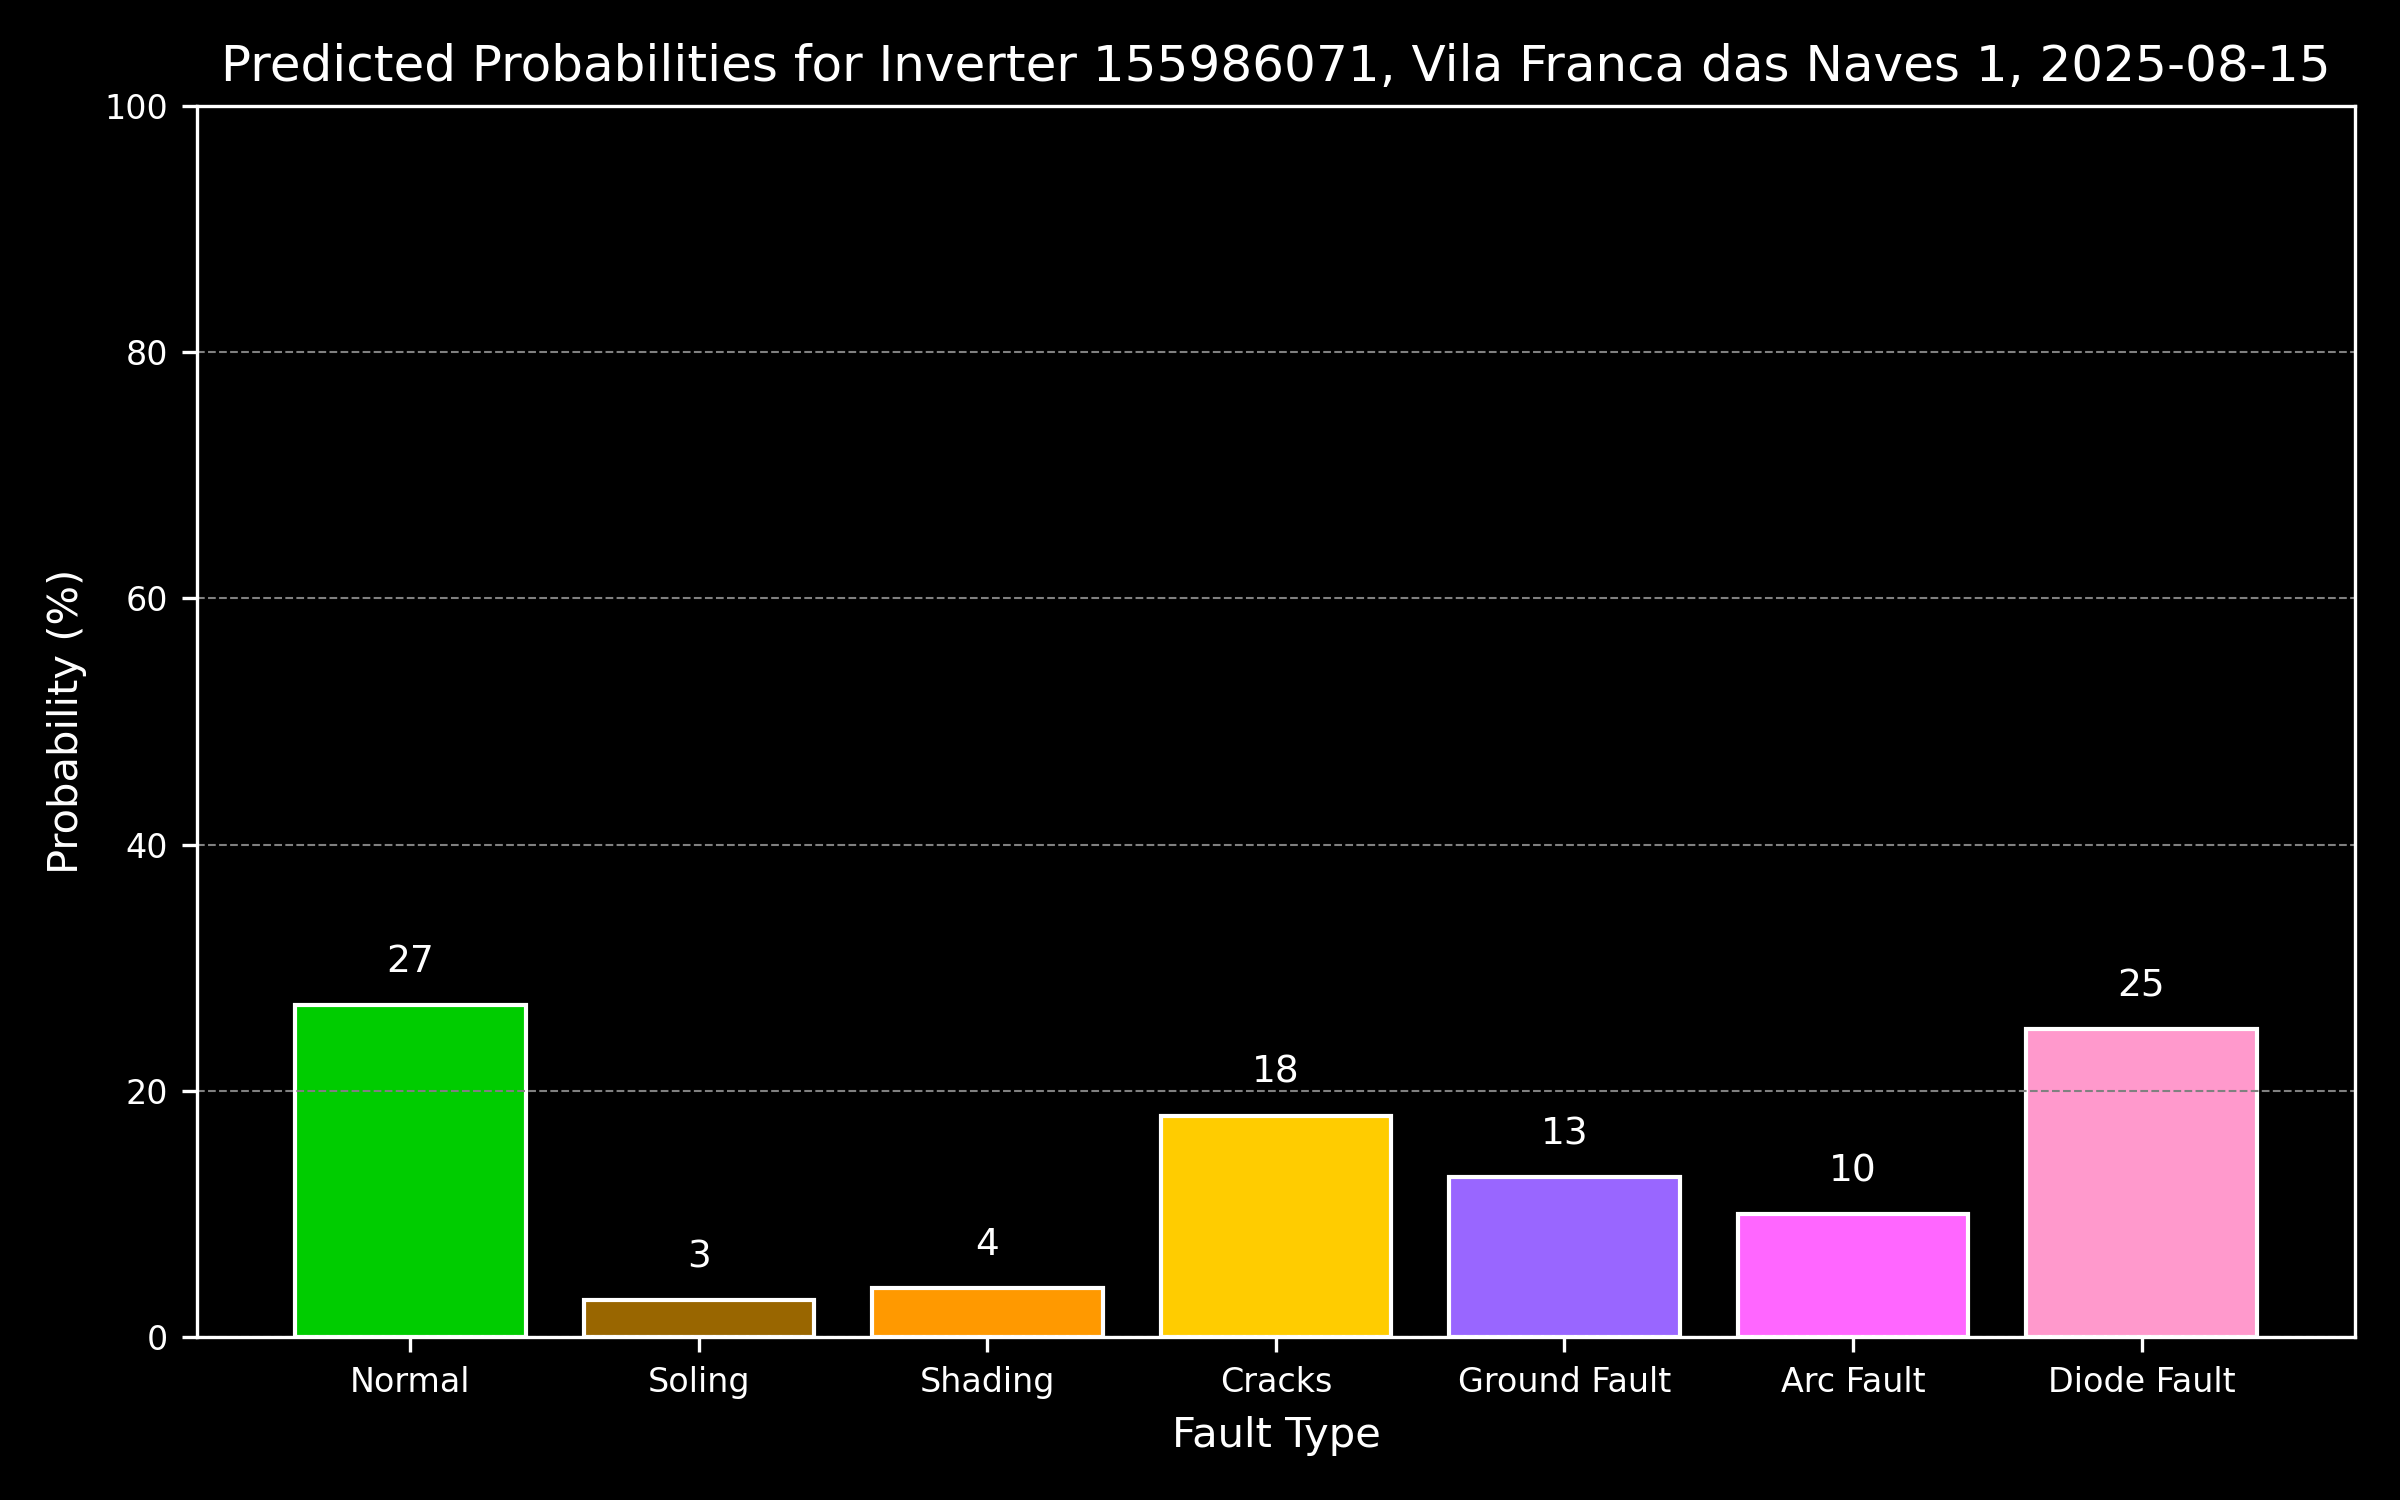 Predicted Probabilities for Inverter 155986071, Vila Franca das Naves 1, 2025-08-15
100
80
60
40
20
0
Probability (%)
27
3
4
18
13
10
25
Normal
Soling
Shading
Cracks
Ground Fault
Arc Fault
Diode Fault
Fault Type